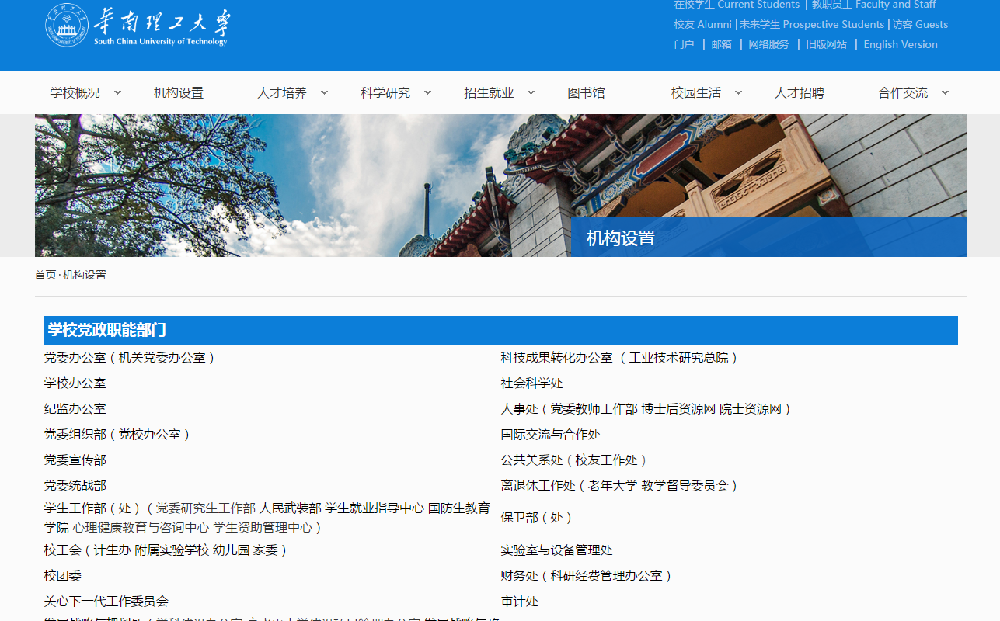 华南理工大学
South China University of Technology
在校学生 Current Students | 教职员工 Faculty and Staff
校友 Alumni | 未来学生 Prospective Students | 访客 Guests
门户 | 邮箱 | 网络服务 | 旧版网站 | English Version
学校概况 机构设置 人才培养 科学研究 招生就业 图书馆 校园生活 人才招聘 合作交流
机构设置
首页·机构设置
学校党政职能部门
党委办公室（机关党委办公室） 科技成果转化办公室 （工业技术研究总院）
学校办公室 社会科学处
纪监办公室 人事处（党委教师工作部 博士后资源网 院士资源网）
党委组织部（党校办公室） 国际交流与合作处
党委宣传部 公共关系处（校友工作处）
党委统战部 离退休工作处（老年大学 教学督导委员会）
学生工作部（处）（党委研究生工作部 人民武装部 学生就业指导中心 国防生教育
学院 心理健康教育与咨询中心 学生资助管理中心） 保卫部（处）
校工会（计生办 附属实验学校 幼儿园 家委） 实验室与设备管理处
校团委 财务处（科研经费管理办公室）
关心下一代工作委员会 审计处